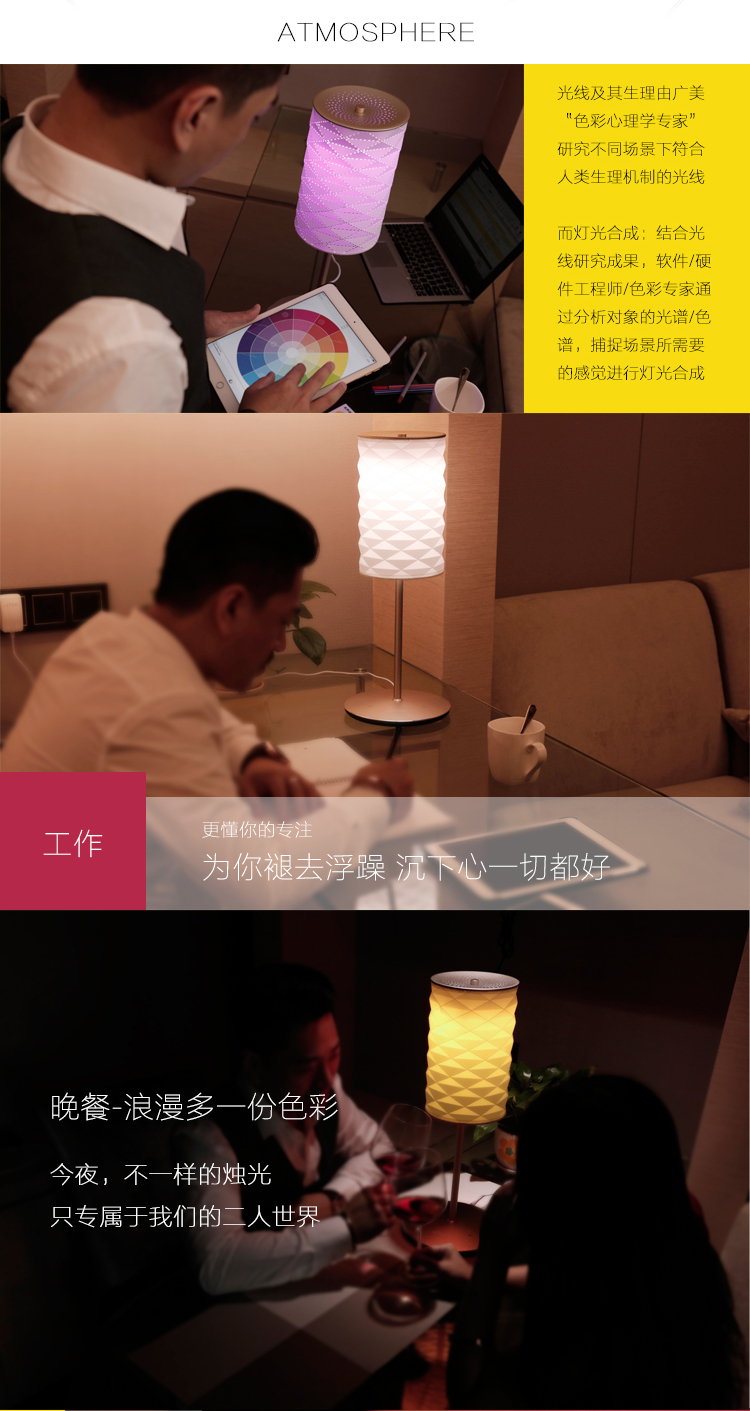 ATMOSPHERE
光线及其生理由广美
“色彩心理学专家”
研究不同场景下符合
人类生理机制的光线
而灯光合成；结合光
线研究成果，软件/硬
件工程师/色彩专家通
过分析对象的光谱/色
谱，捕捉场景所需要
的感觉进行灯光合成
工作
更懂你的专注
为你褪去浮躁 沉下心一切都好
晚餐-浪漫多一份色彩
今夜，不一样的烛光
只专属于我们的二人世界